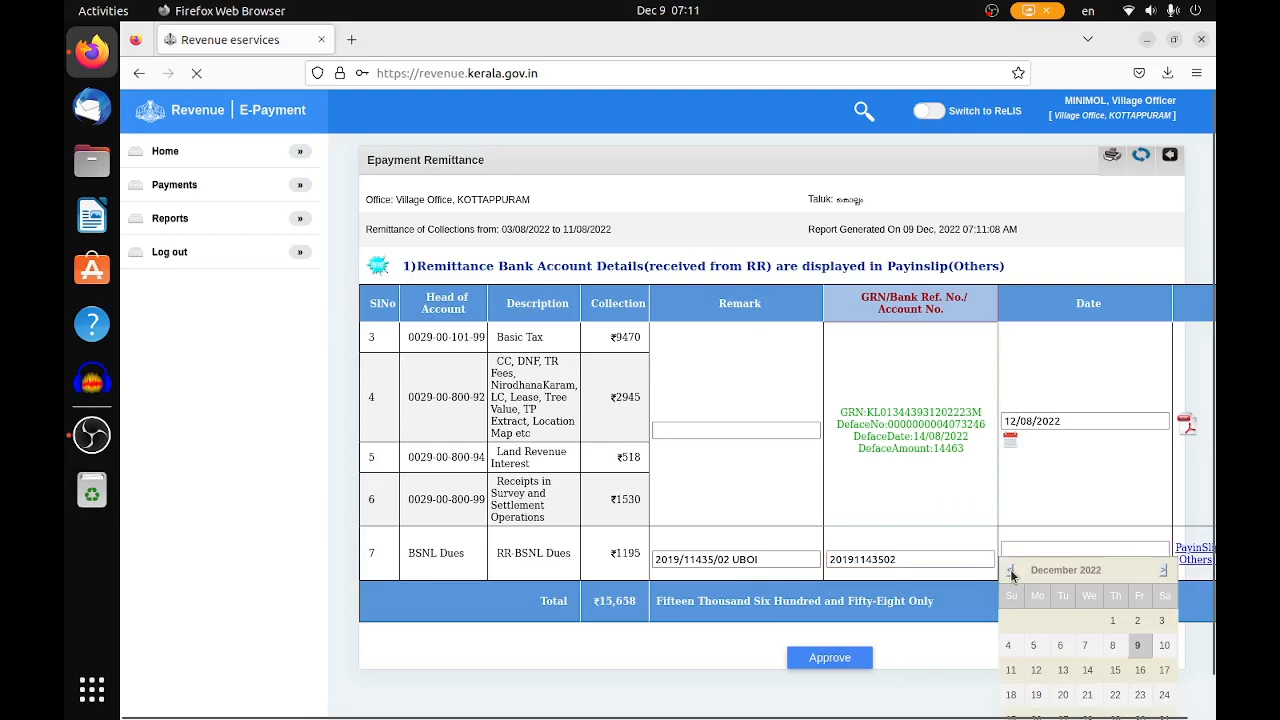 Activities Firefox Web Browser Dec 9 07:11 en
Revenue eservices
https://revenue.kerala.gov.in
Revenue | E-Payment
Switch to ReLIS
MINIMOL, Village Officer
[ Village Office, KOTTAPPURAM ]
Home »
Payments »
Reports »
Log out »
Epayment Remittance
Office: Village Office, KOTTAPPURAM Taluk: കൊല്ലം
Remittance of Collections from: 03/08/2022 to 11/08/2022 Report Generated On 09 Dec, 2022 07:11:08 AM
1)Remittance Bank Account Details(received from RR) are displayed in Payinslip(Others)
SlNo Head of Account Description Collection Remark GRN/Bank Ref. No./ Account No. Date
3 0029-00-101-99 Basic Tax ₹9470
4 0029-00-800-92 CC, DNF, TR Fees, Nirodhan,Karam, LC, Lease, Tree Value, TP Extract, Location Map etc ₹2945
5 0029-00-800-94 Land Revenue Interest ₹518
6 0029-00-800-99 Receipts in Survey and Settlement Operations ₹1530
GRN:KL013443931202223M
DefaceNo:0000000004073246
DefaceDate:14/08/2022
DefaceAmount:14463
12/08/2022
7 BSNL Dues RR-BSNL Dues ₹1195 2019/11435/02 UBOI 20191143502
PayinSli
(Others)
Total ₹15,658 Fifteen Thousand Six Hundred and Fifty-Eight Only
Approve
< December 2022 >
Su Mo Tu We Th Fr Sa
1 2 3
4 5 6 7 8 9 10
11 12 13 14 15 16 17
18 19 20 21 22 23 24